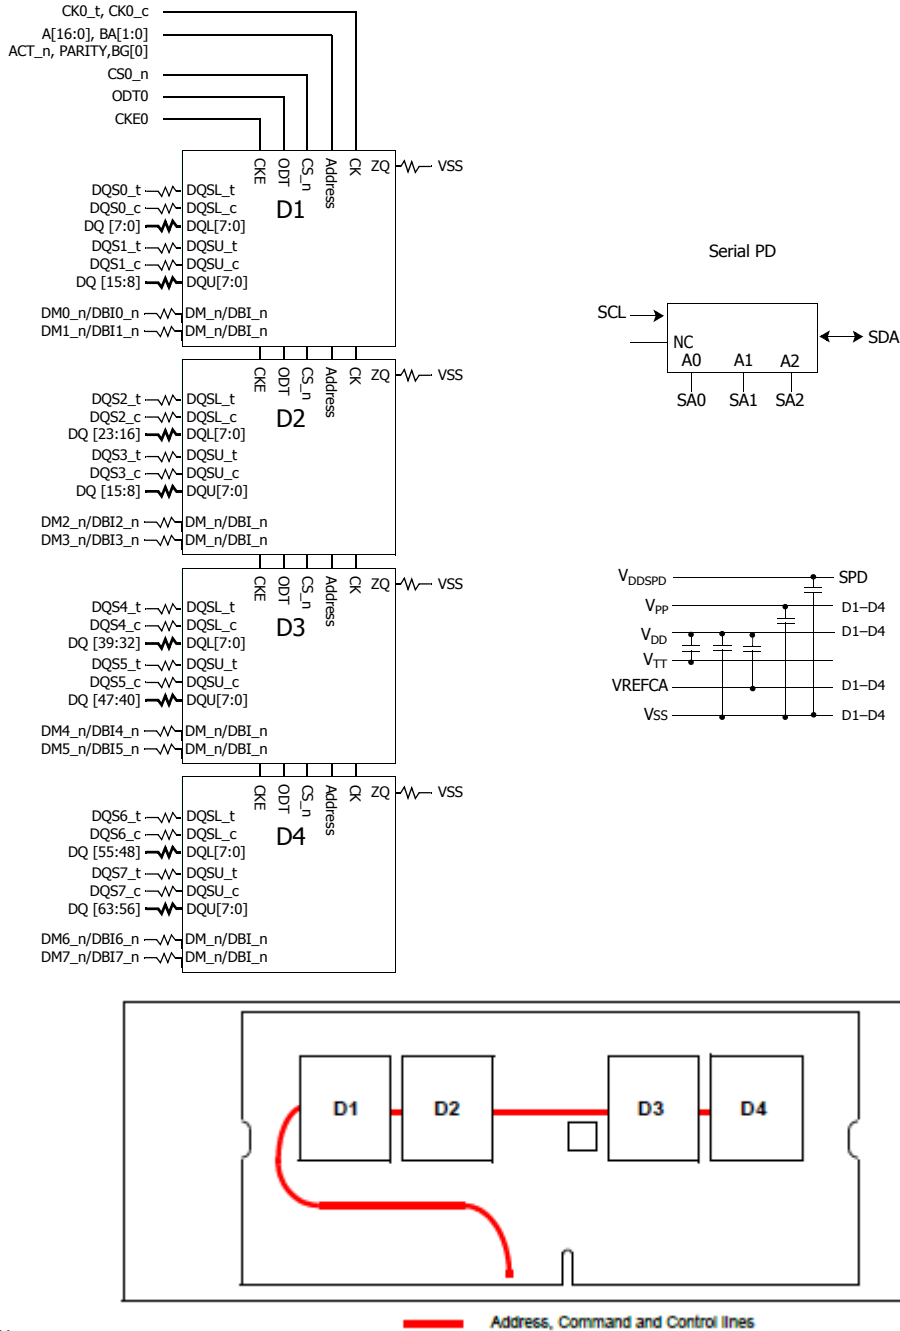 CK0_t, CK0_c
A[16:0], BA[1:0]
ACT_n, PARITY,BG[0]
CS0_n
ODT0
CKE0
CKE ODT CS_n Address CK ZQ VSS
D1
DQS0_t DQSL_t
DQS0_c DQSL_c
DQ [7:0] DQL[7:0]
DQS1_t DQSU_t
DQS1_c DQSU_c
DQ [15:8] DQU[7:0]
DM0_n/DBI0_n DM_n/DBI_n
DM1_n/DBI1_n DM_n/DBI_n
CKE ODT CS_n Address CK ZQ VSS
D2
DQS2_t DQSL_t
DQS2_c DQSL_c
DQ [23:16] DQL[7:0]
DQS3_t DQSU_t
DQS3_c DQSU_c
DQ [15:8] DQU[7:0]
DM2_n/DBI2_n DM_n/DBI_n
DM3_n/DBI3_n DM_n/DBI_n
CKE ODT CS_n Address CK ZQ VSS
D3
DQS4_t DQSL_t
DQS4_c DQSL_c
DQ [39:32] DQL[7:0]
DQS5_t DQSU_t
DQS5_c DQSU_c
DQ [47:40] DQU[7:0]
DM4_n/DBI4_n DM_n/DBI_n
DM5_n/DBI5_n DM_n/DBI_n
CKE ODT CS_n Address CK ZQ VSS
D4
DQS6_t DQSL_t
DQS6_c DQSL_c
DQ [55:48] DQL[7:0]
DQS7_t DQSU_t
DQS7_c DQSU_c
DQ [63:56] DQU[7:0]
DM6_n/DBI6_n DM_n/DBI_n
DM7_n/DBI7_n DM_n/DBI_n
Serial PD
SCL SDA
NC
A0 A1 A2
SA0 SA1 SA2
VDDSPD SPD
VPP D1–D4
VDD D1–D4
VTT
VREFCA D1–D4
VSS D1–D4
D1 D2 D3 D4
Address, Command and Control lines